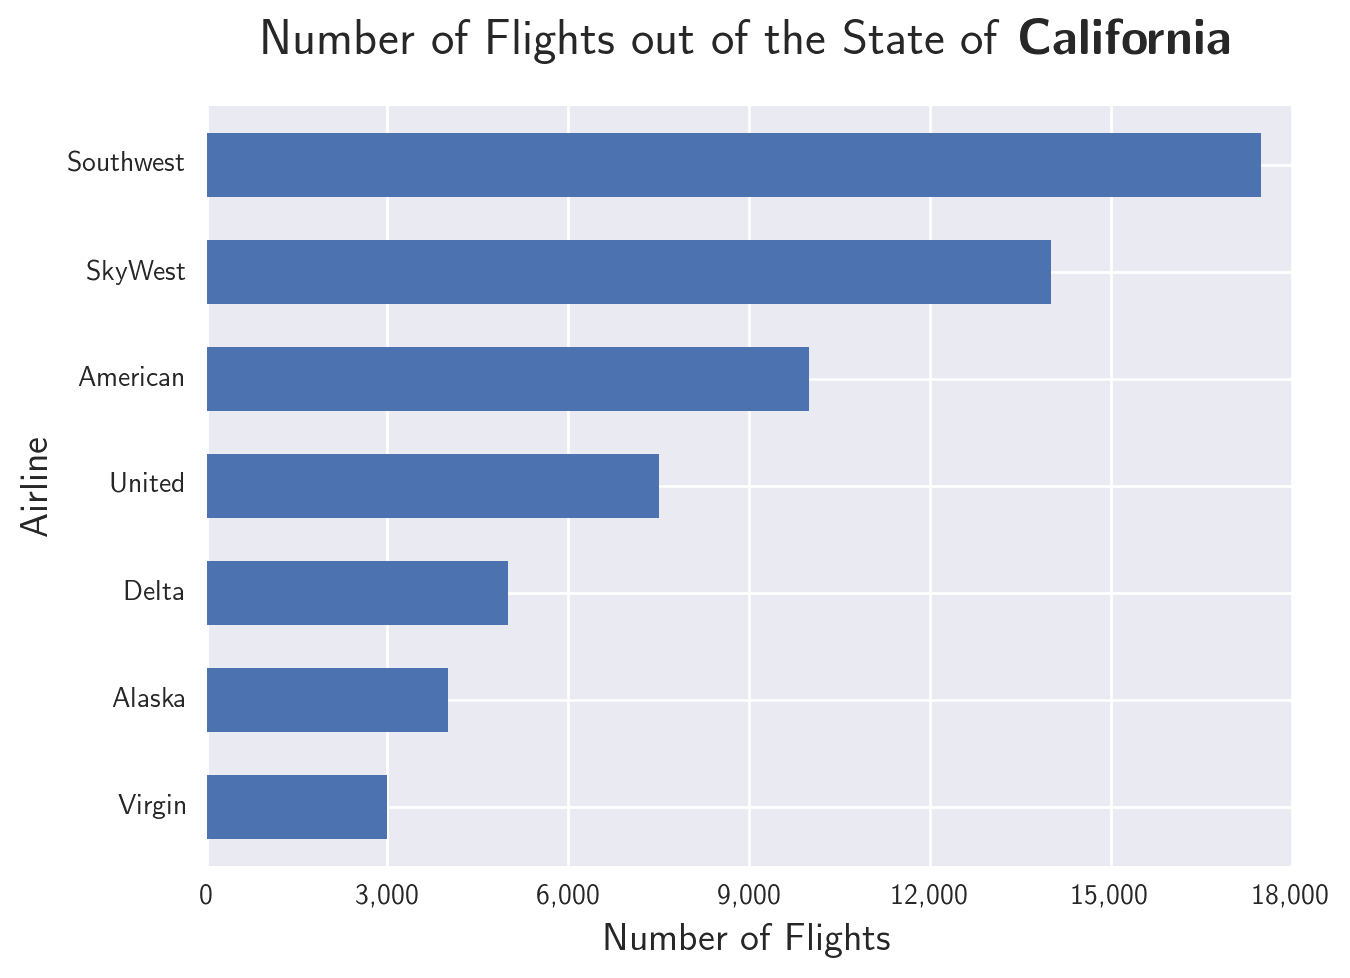 Number of Flights out of the State of California
Southwest
SkyWest
American
United
Delta
Alaska
Virgin
Airline
0 3,000 6,000 9,000 12,000 15,000 18,000
Number of Flights